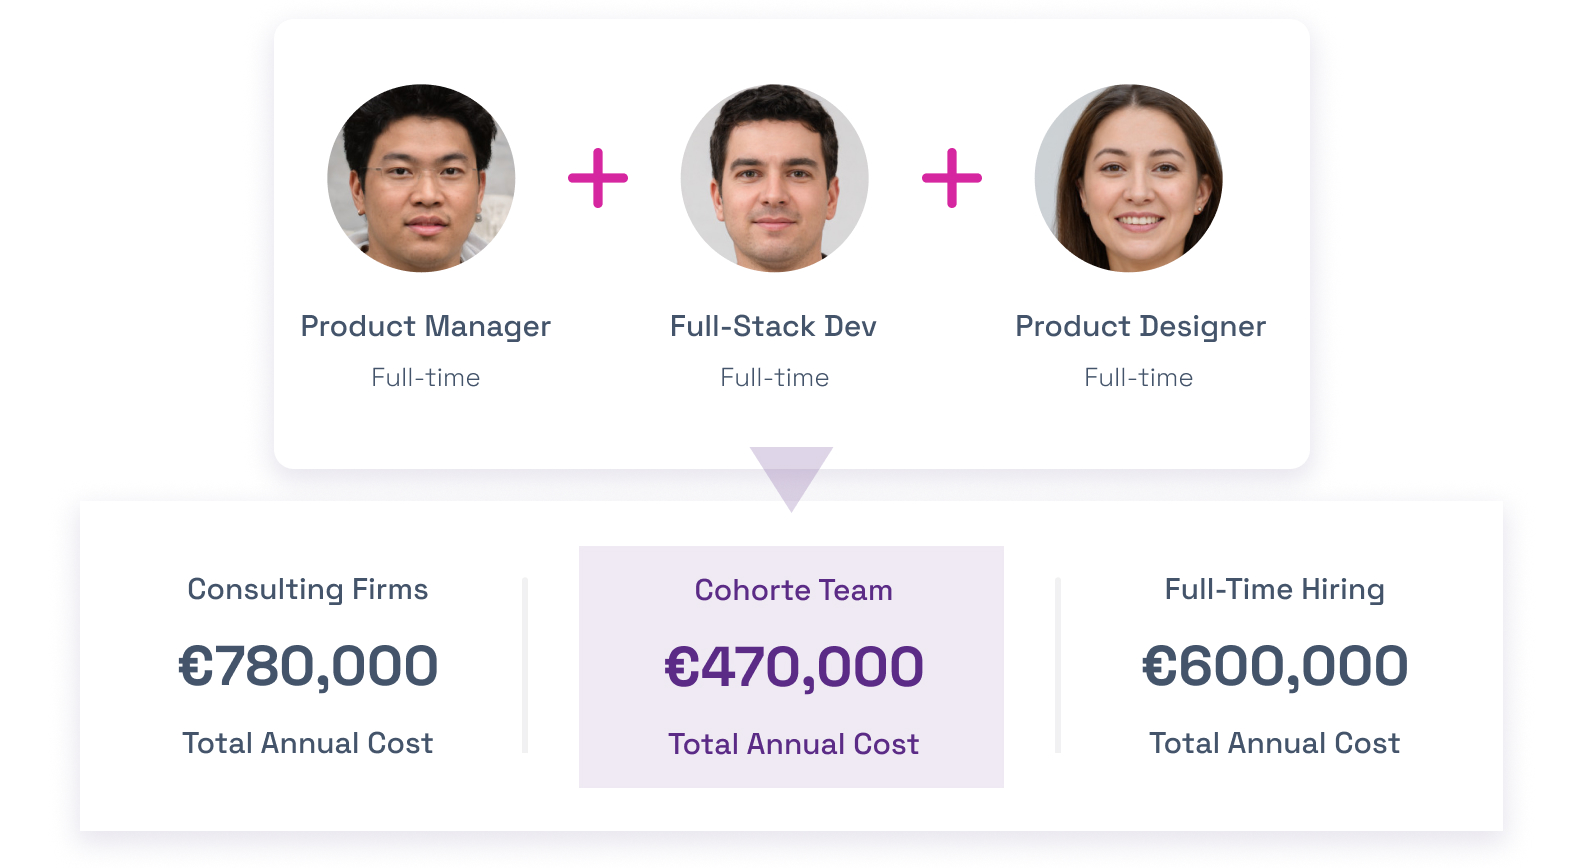 Product Manager
Full-time
Full-Stack Dev
Full-time
Product Designer
Full-time
Consulting Firms
€780,000
Total Annual Cost
Cohorte Team
€470,000
Total Annual Cost
Full-Time Hiring
€600,000
Total Annual Cost